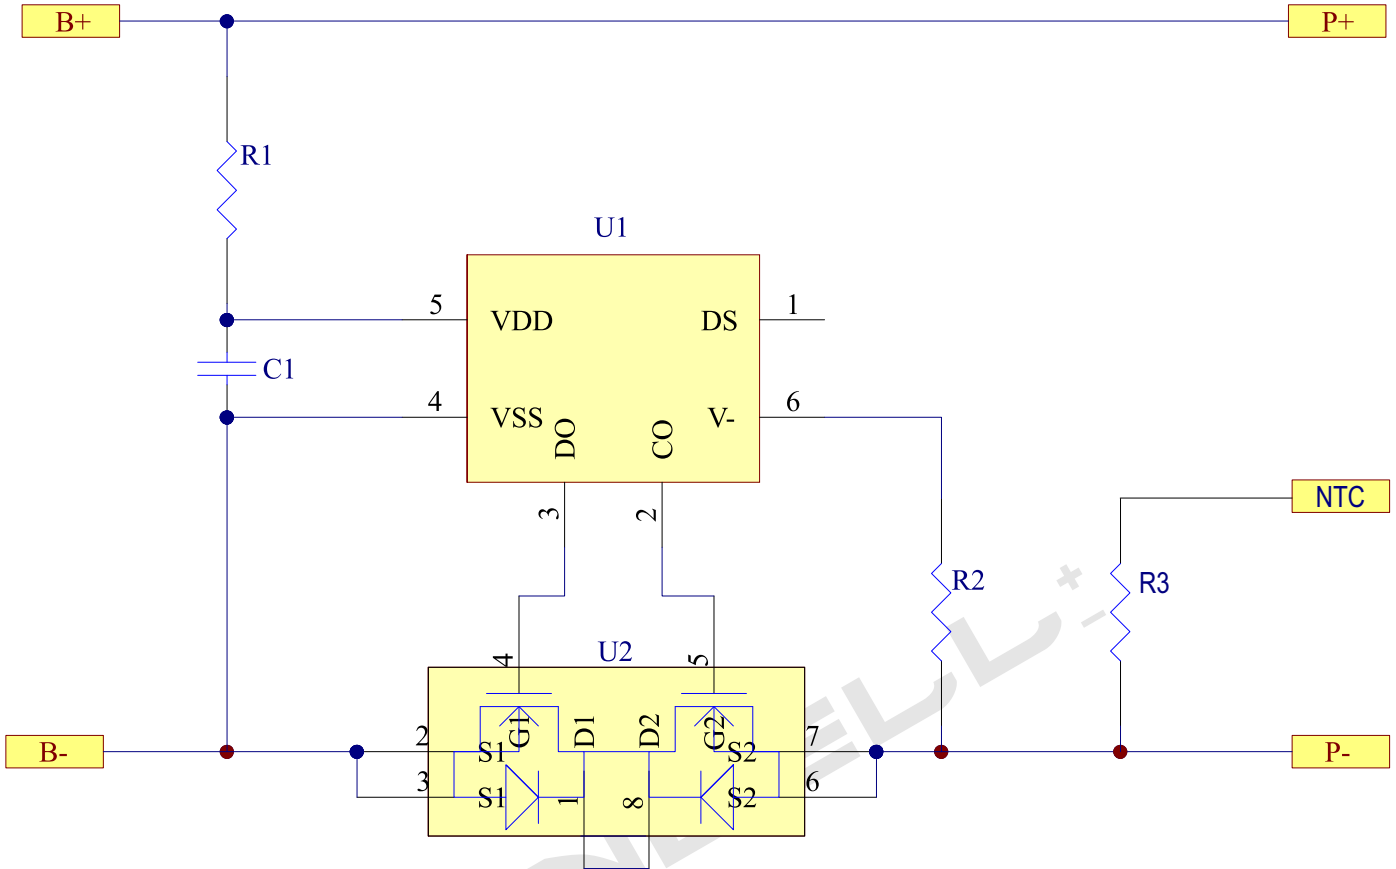 B+
P+
R1
U1
5
VDD
DS
1
C1
4
VSS
DO
CO
V-
6
3
2
NTC
R2
R3
U2
4
5
G1
D1
D2
G2
B-
2
S1
S2
7
P-
3
S1
1
8
S2
6